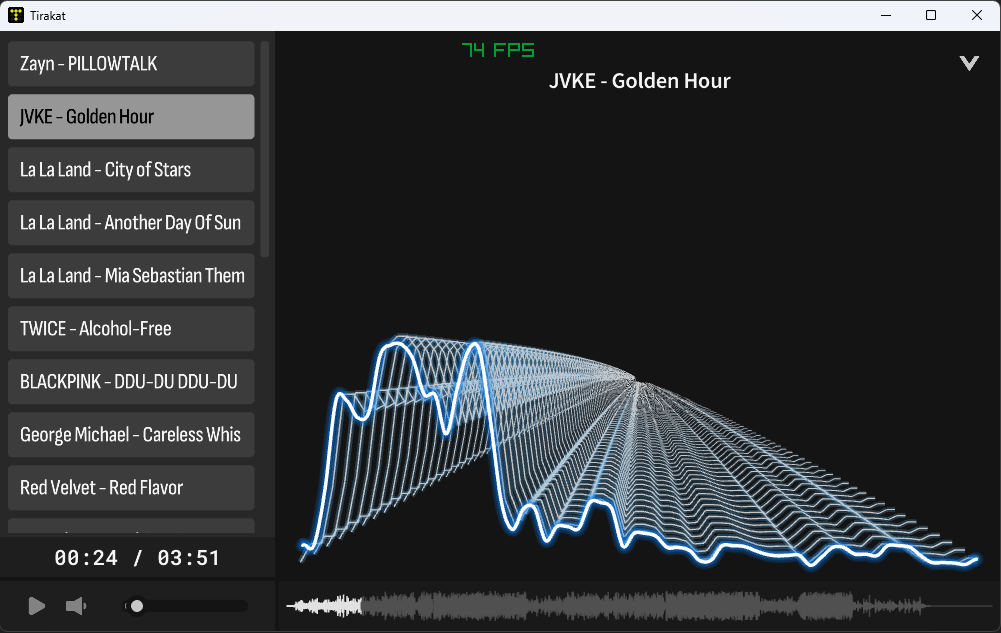 Tirakat
Zayn - PILLOWTALK
JVKE - Golden Hour
La La Land - City of Stars
La La Land - Another Day Of Sun
La La Land - Mia Sebastian Them
TWICE - Alcohol-Free
BLACKPINK - DDU-DU DDU-DU
George Michael - Careless Whis
Red Velvet - Red Flavor
00:24 / 03:51
74 FPS
JVKE - Golden Hour